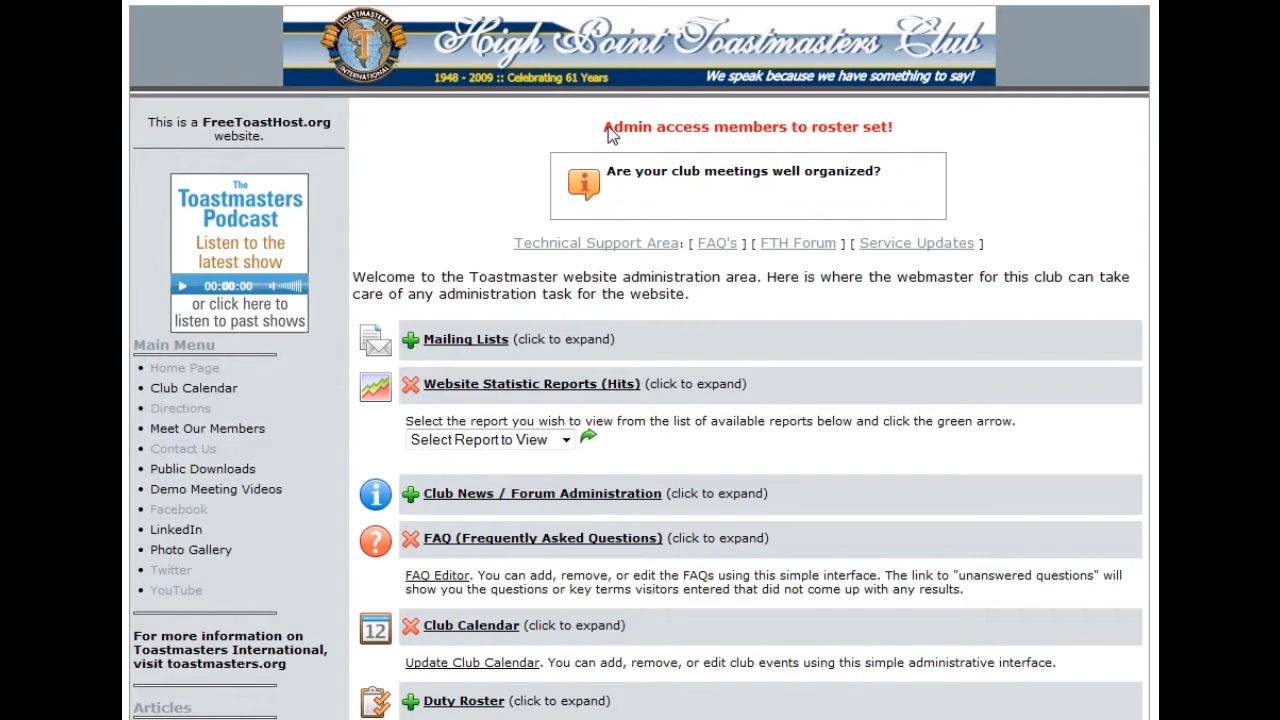 High Point Toastmasters Club
TOASTMASTERS
INTERNATIONAL
1948 - 2009 :: Celebrating 61 Years
We speak because we have something to say!
This is a FreeToastHost.org
website.
The
Toastmasters
Podcast
Listen to the
latest show
00:00:00
or click here to
listen to past shows
Main Menu
• Home Page
• Club Calendar
• Directions
• Meet Our Members
• Contact Us
• Public Downloads
• Demo Meeting Videos
• Facebook
• LinkedIn
• Photo Gallery
• Twitter
• YouTube
For more information on
Toastmasters International,
visit toastmasters.org
Articles
Admin access members to roster set!
Are your club meetings well organized?
Technical Support Area: [ FAQ's ] [ FTH Forum ] [ Service Updates ]
Welcome to the Toastmaster website administration area. Here is where the webmaster for this club can take
care of any administration task for the website.
Mailing Lists (click to expand)
Website Statistic Reports (Hits) (click to expand)
Select the report you wish to view from the list of available reports below and click the green arrow.
Select Report to View
Club News / Forum Administration (click to expand)
FAQ (Frequently Asked Questions) (click to expand)
FAQ Editor. You can add, remove, or edit the FAQs using this simple interface. The link to "unanswered questions" will
show you the questions or key terms visitors entered that did not come up with any results.
12
Club Calendar (click to expand)
Update Club Calendar. You can add, remove, or edit club events using this simple administrative interface.
Duty Roster (click to expand)